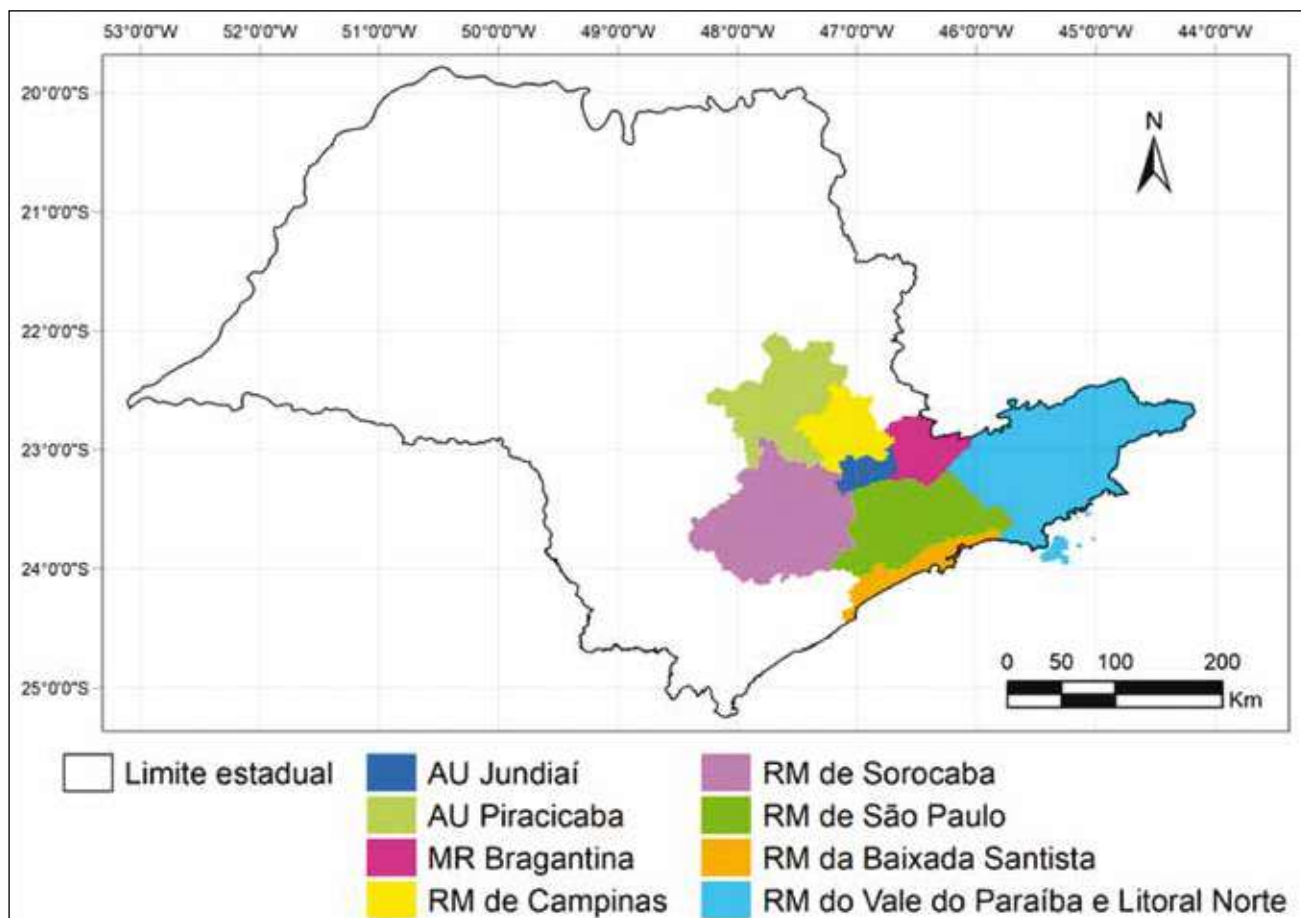 53°0'0"W 52°0'0"W 51°0'0"W 50°0'0"W 49°0'0"W 48°0'0"W 47°0'0"W 46°0'0"W 45°0'0"W 44°0'0"W
20°0'0"S
21°0'0"S
22°0'0"S
23°0'0"S
24°0'0"S
25°0'0"S
N
0 50 100 200
Km
Limite estadual
AU Jundiaí
AU Piracicaba
MR Bragantina
RM de Campinas
RM de Sorocaba
RM de São Paulo
RM da Baixada Santista
RM do Vale do Paraíba e Litoral Norte